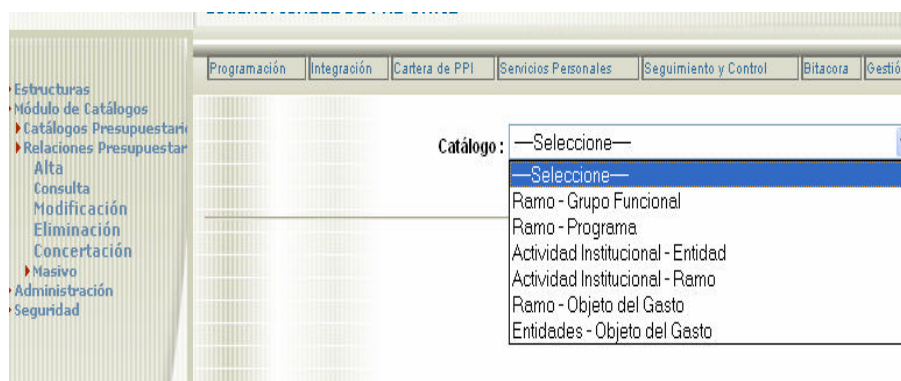 Programación Integración Cartera de PPI Servicios Personales Seguimiento y Control Bitacora Gestió
Estructuras
Módulo de Catálogos
Catálogos Presupuestari
Relaciones Presupuestar
Alta
Consulta
Modificación
Eliminación
Concertación
Masivo
Administración
Seguridad
Catálogo : —Seleccione—
—Seleccione—
Ramo - Grupo Funcional
Ramo - Programa
Actividad Institucional - Entidad
Actividad Institucional - Ramo
Ramo - Objeto del Gasto
Entidades - Objeto del Gasto